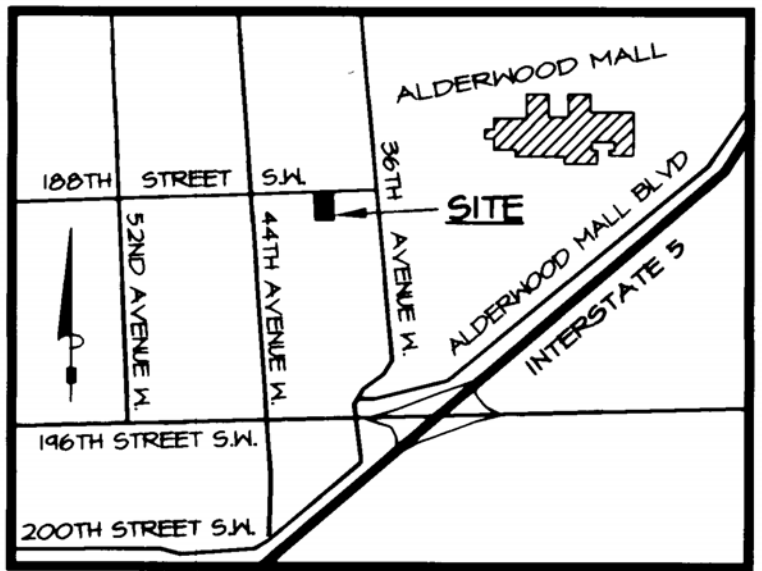 ALDERWOOD MALL
188TH STREET S.W.
36TH AVENUE W.
SITE
52ND AVENUE W.
44TH AVENUE W.
ALDERWOOD MALL BLVD
INTERSTATE 5
196TH STREET S.W.
200TH STREET S.W.